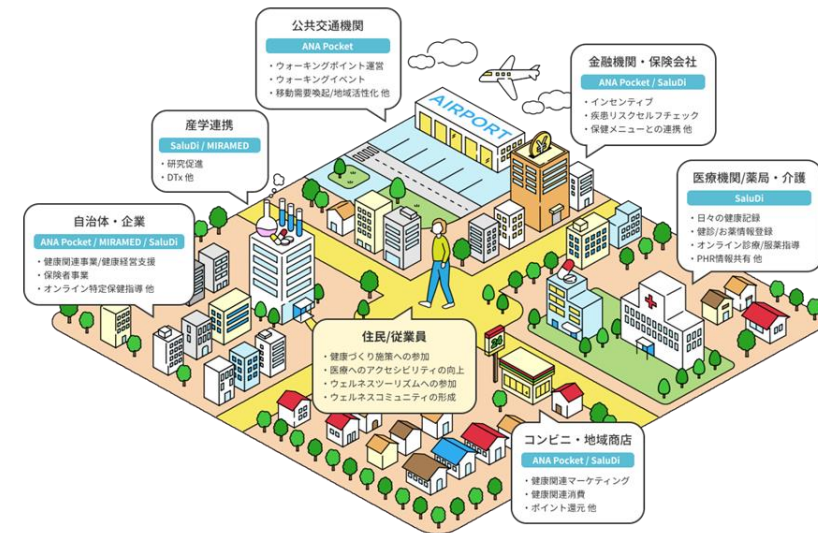 公共交通機関
ANA Pocket
・ウォーキングポイント運営
・ウォーキングイベント
・移動需要喚起/地域活性化 他
金融機関・保険会社
ANA Pocket / SaluDi
・インセンティブ
・疾患リスクセルフチェック
・保健メニューとの連携 他
AIRPORT
¥
産学連携
SaluDi / MIRAMED
・研究促進
・DTx 他
医療機関/薬局・介護
SaluDi
・日々の健康記録
・健診/お薬情報登録
・オンライン診療/服薬指導
・PHR情報共有 他
自治体・企業
ANA Pocket / MIRAMED / SaluDi
・健康関連事業/健康経営支援
・保険者事業
・オンライン特定保健指導 他
住民/従業員
・健康づくり施策への参加
・医療へのアクセシビリティの向上
・ウェルネスツーリズムへの参加
・ウェルネスコミュニティの形成
24
コンビニ・地域商店
ANA Pocket / SaluDi
・健康関連マーケティング
・健康関連消費
・ポイント還元 他